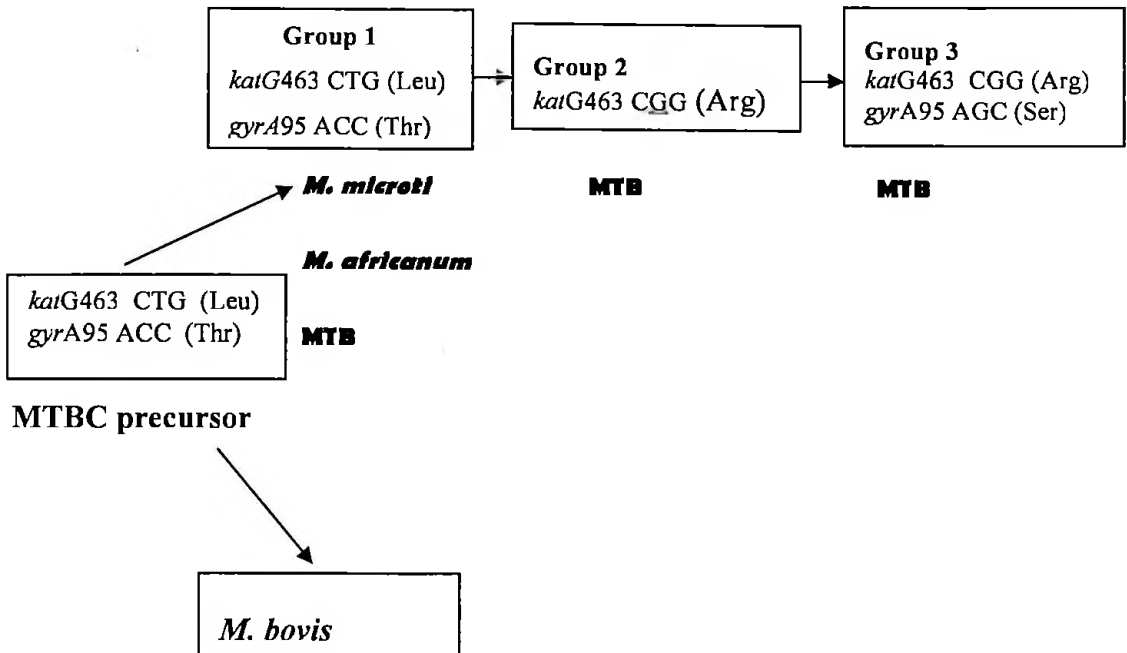 Group 1
katG463 CTG (Leu)
gyrA95 ACC (Thr)
Group 2
katG463 CGG (Arg)
Group 3
katG463 CGG (Arg)
gyrA95 AGC (Ser)
M. microti
MTB
MTB
M. africanum
katG463 CTG (Leu)
gyrA95 ACC (Thr)
MTB
MTBC precursor
M. bovis